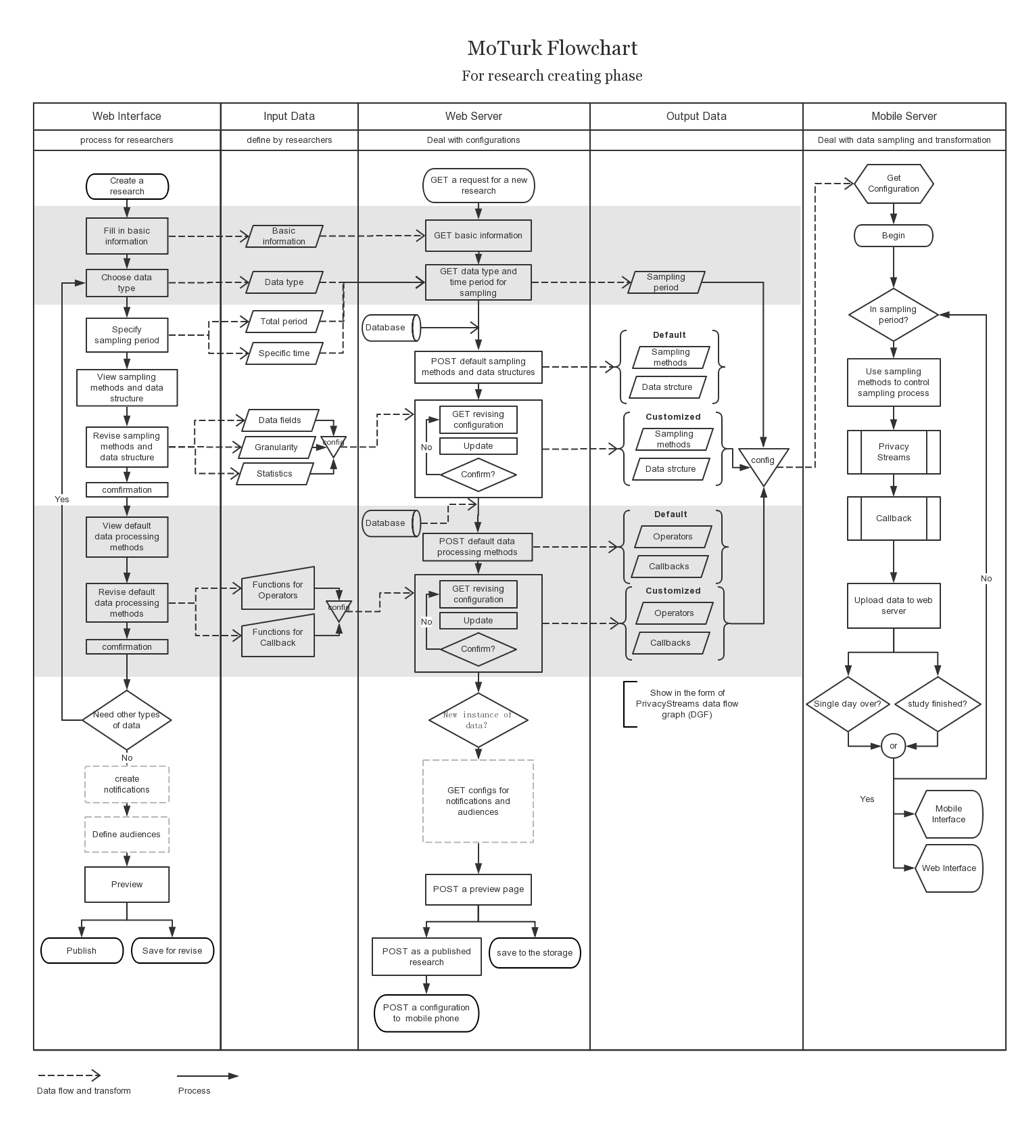 MoTurk Flowchart
For research creating phase
Web Interface
Input Data
Web Server
Output Data
Mobile Server
process for researchers
define by researchers
Deal with configurations
Deal with data sampling and transformation
Create a
research
Fill in basic
information
Choose data
type
Specify
sampling period
View sampling
methods and data
structure
Revise sampling
methods and
data structure
comfirmation
Yes
View default
data processing
methods
Revise default
data processing
methods
comfirmation
Need other types
of data
No
create
notifications
Define audiences
Preview
Publish
Save for revise
Basic
information
Data type
Total period
Specific time
Data fields
Granularity
Statistics
config
Functions for
Operators
Functions for
Callback
config
GET a request for a new
research
GET basic information
GET data type and
time period for
sampling
Database
POST default sampling
methods and data structures
GET revising
configuration
No
Update
Confirm?
Database
POST default data
processing methods
GET revising
configuration
No
Update
Confirm?
New instance of
data?
GET configs for
notifications and
audiences
POST a preview page
POST as a published
research
save to the storage
POST a configuration
to mobile phone
Sampling
period
Default
Sampling
methods
Data strcture
Customized
Sampling
methods
Data strcture
config
Default
Operators
Callbacks
Customized
Operators
Callbacks
Show in the form of
PrivacyStreams data flow
graph (DGF)
Get
Configuration
Begin
In sampling
period?
Use sampling
methods to control
sampling process
Privacy
Streams
Callback
No
Upload data to web
server
Single day over?
study finished?
or
Yes
Mobile
Interface
Web Interface
Data flow and transform
Process